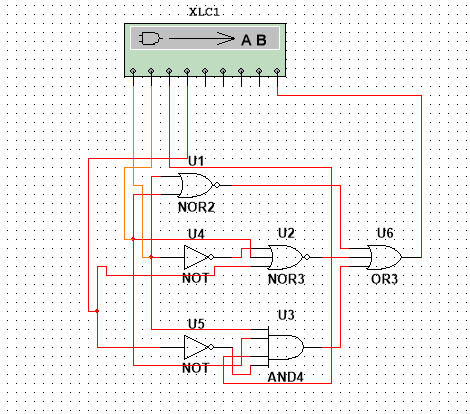 XLC1
A B
U1
NOR2
U4
NOT
U2
NOR3
U6
OR3
U5
NOT
U3
AND4